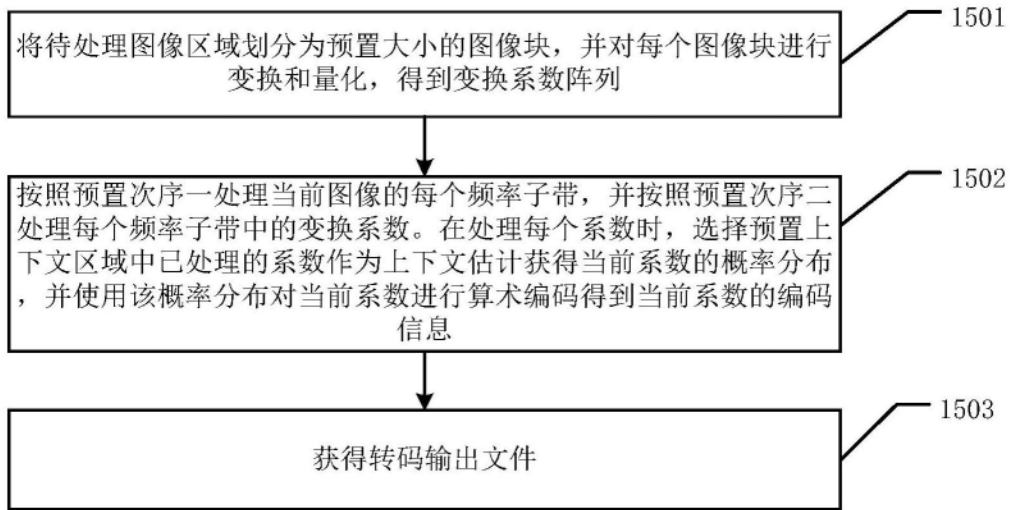 1501
将待处理图像区域划分为预置大小的图像块，并对每个图像块进行
变换和量化，得到变换系数阵列
1502
按照预置次序一处理当前图像的每个频率子带，并按照预置次序二
处理每个频率子带中的变换系数。在处理每个系数时，选择预置上
下文区域中已处理的系数作为上下文估计获得当前系数的概率分布
，并使用该概率分布对当前系数进行算术编码得到当前系数的编码
信息
1503
获得转码输出文件